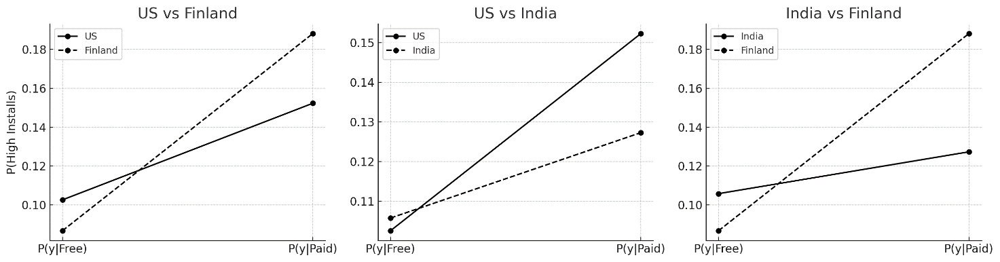 US vs Finland
US
Finland
P(High Installs)
0.18
0.16
0.14
0.12
0.10
P(y|Free)
P(y|Paid)
US vs India
US
India
0.15
0.14
0.13
0.12
0.11
P(y|Free)
P(y|Paid)
India vs Finland
India
Finland
0.18
0.16
0.14
0.12
0.10
P(y|Free)
P(y|Paid)